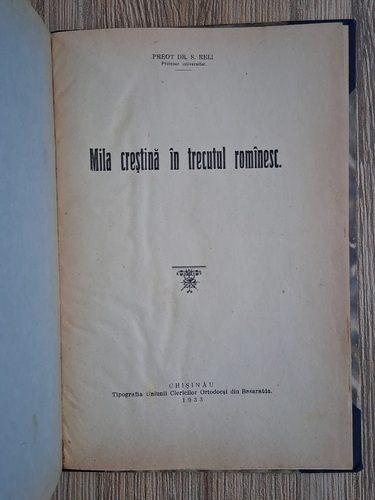 PREOT DR. S. RELI
Profesor universitar.
Mila creştină în trecutul romînesc.
CHIŞINĂU
Tipografia Uniunii Clericilor Ortodocşi din Basarabia.
1933